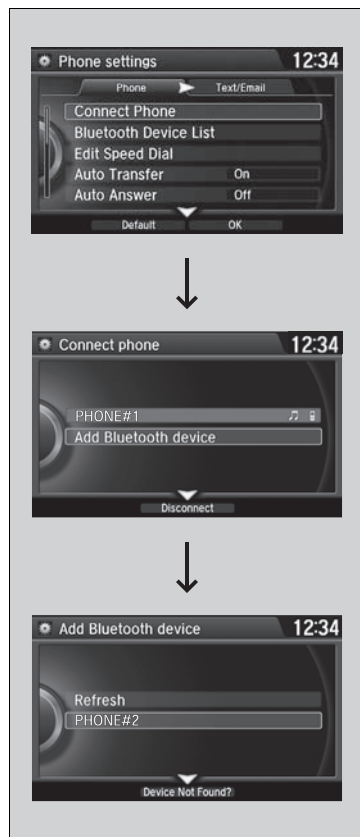 Phone settings 12:34
Phone Text/Email
Connect Phone
Bluetooth Device List
Edit Speed Dial
Auto Transfer On
Auto Answer Off
Default OK
Connect phone 12:34
PHONE#1
Add Bluetooth device
Disconnect
Add Bluetooth device 12:34
Refresh
PHONE#2
Device Not Found?